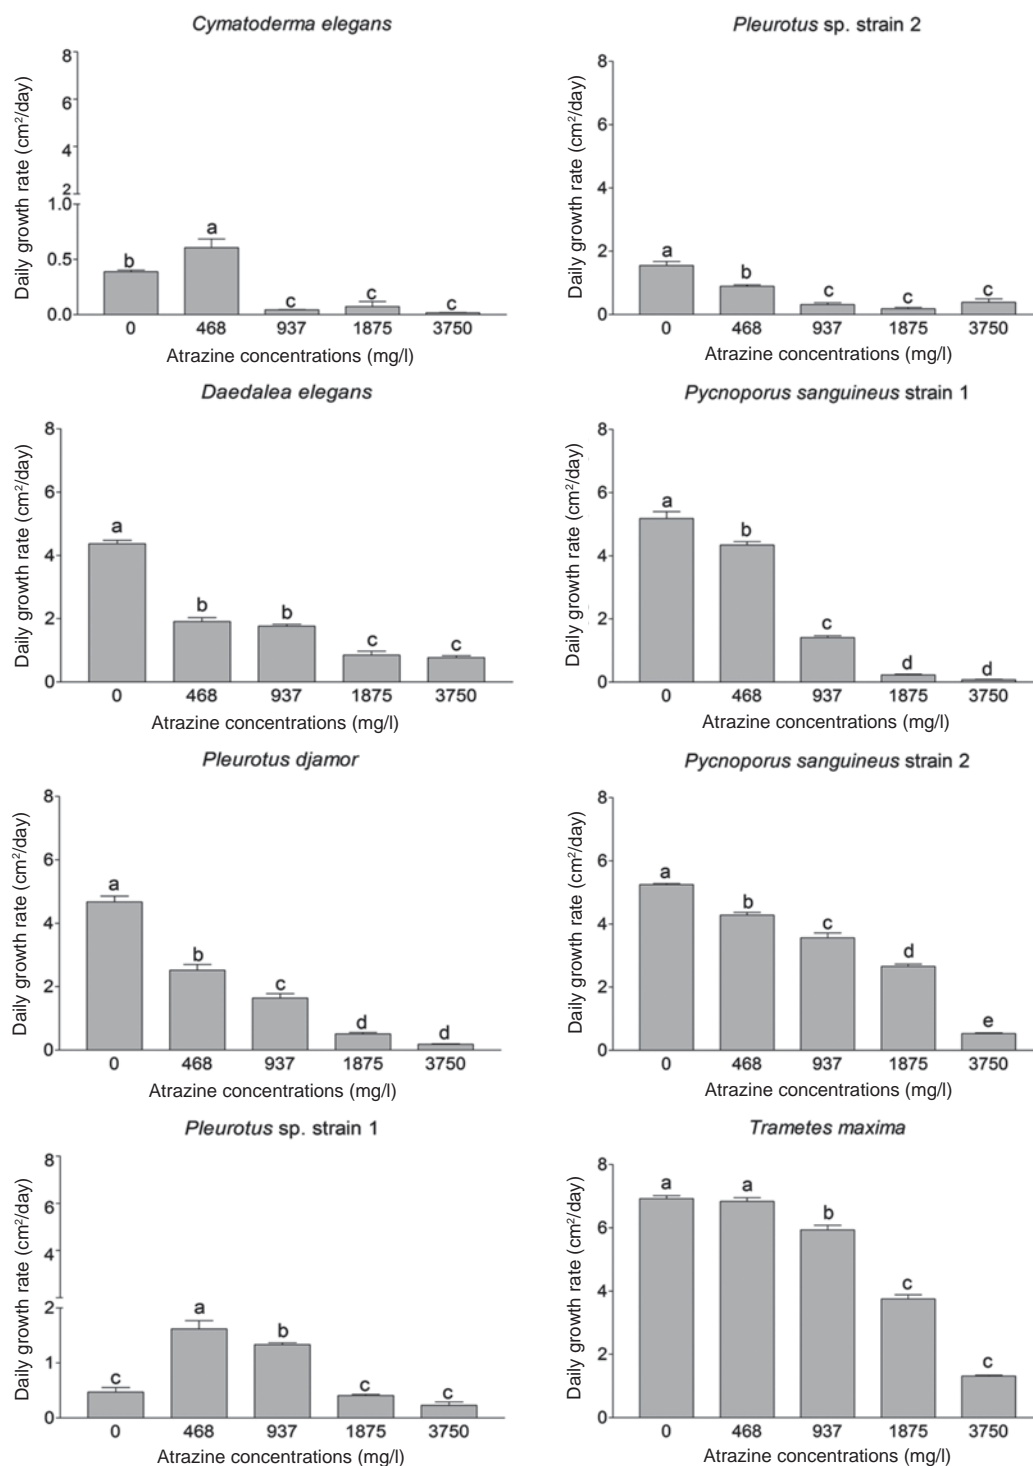 Cymatoderma elegans
Daily growth rate (cm²/day)
8
6
4
2
1.0
0.5
0.0
b
a
c
c
c
0 468 937 1875 3750
Atrazine concentrations (mg/l)
Pleurotus sp. strain 2
Daily growth rate (cm²/day)
8
6
4
2
0
a
b
c
c
c
0 468 937 1875 3750
Atrazine concentrations (mg/l)
Daedalea elegans
Daily growth rate (cm²/day)
8
6
4
2
0
a
b
b
c
c
0 468 937 1875 3750
Atrazine concentrations (mg/l)
Pycnoporus sanguineus strain 1
Daily growth rate (cm²/day)
8
6
4
2
0
a
b
c
d
d
0 468 937 1875 3750
Atrazine concentrations (mg/l)
Pleurotus djamor
Daily growth rate (cm²/day)
8
6
4
2
0
a
b
c
d
d
0 468 937 1875 3750
Atrazine concentrations (mg/l)
Pycnoporus sanguineus strain 2
Daily growth rate (cm²/day)
8
6
4
2
0
a
b
c
d
e
0 468 937 1875 3750
Atrazine concentrations (mg/l)
Pleurotus sp. strain 1
Daily growth rate (cm²/day)
8
6
4
2
1
0
c
a
b
c
c
0 468 937 1875 3750
Atrazine concentrations (mg/l)
Trametes maxima
Daily growth rate (cm²/day)
8
6
4
2
0
a
a
b
c
c
0 468 937 1875 3750
Atrazine concentrations (mg/l)